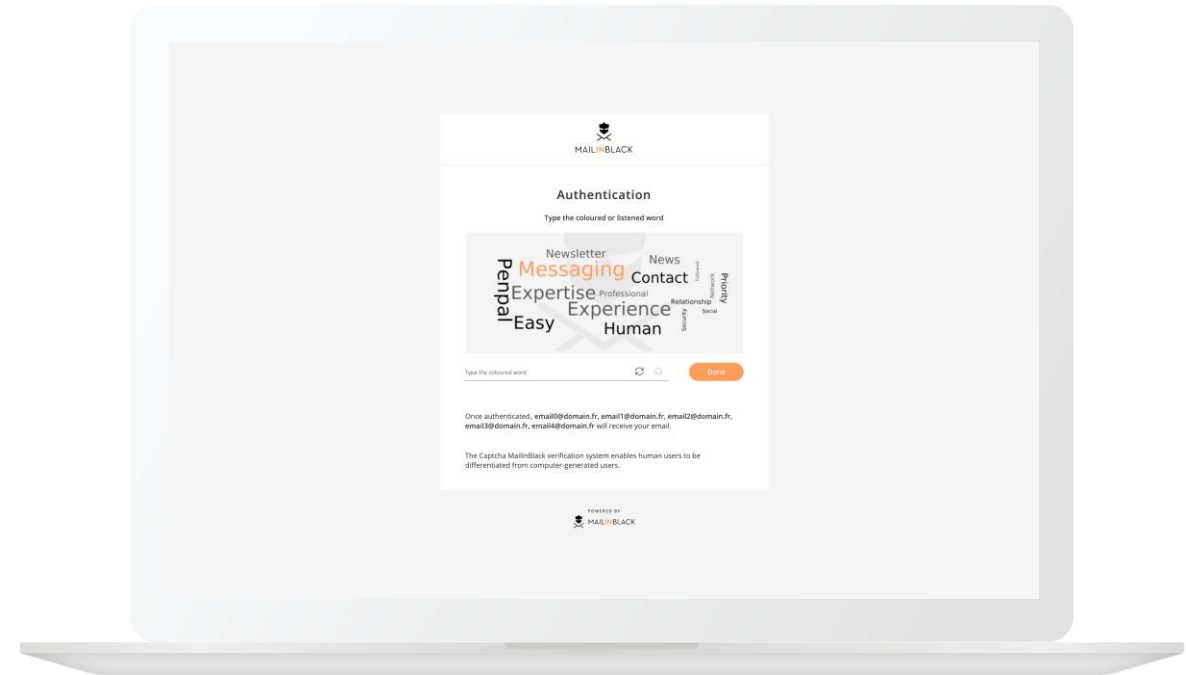 MAILINBLACK
Authentication
Type the coloured or listened word
Newsletter
News
Messaging
Penpal
Contact
Priority
Network
Expertise
Professional
Relationship
Experience
Social
Security
Easy
Human
Type the coloured word
Done
Once authenticated, email0@domain.fr, email1@domain.fr, email2@domain.fr,
email3@domain.fr, email4@domain.fr will receive your email.
The Captcha MailInBlack verification system enables human users to be
differentiated from computer-generated users.
POWERED BY
MAILINBLACK